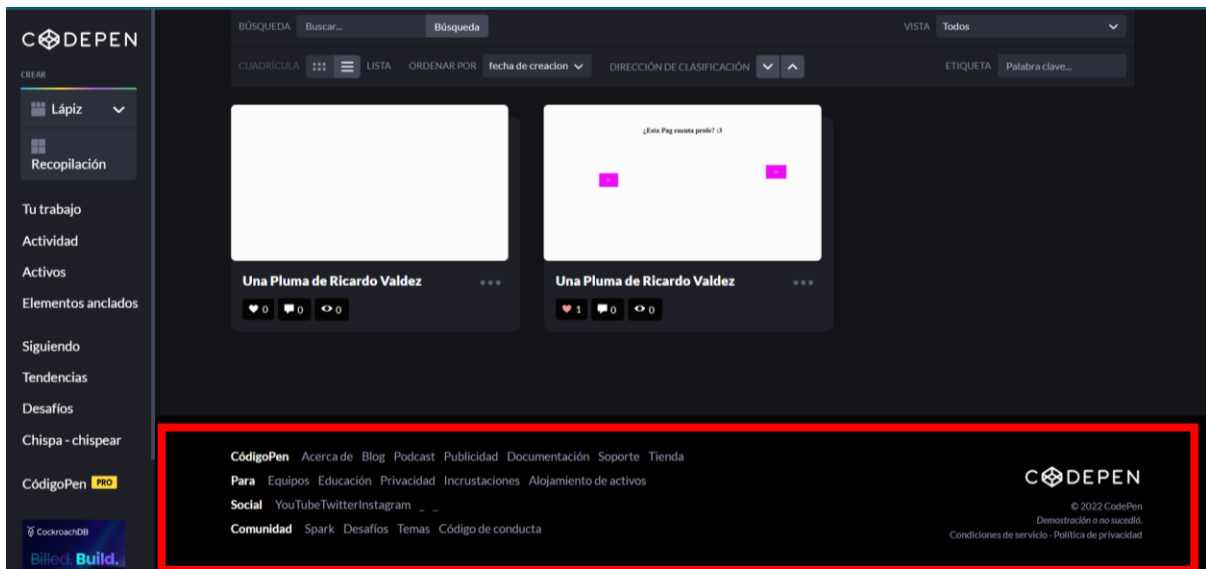 CODEPEN
CREAR
Lápiz
Recopilación
Tu trabajo
Actividad
Activos
Elementos anclados
Siguiendo
Tendencias
Desafíos
Chispa - chispear
CódigoPen PRO
CockroachDB
Billed. Build.
BÚSQUEDA Buscar... Búsqueda VISTA Todos
CUADRÍCULA LISTA ORDENAR POR fecha de creacion DIRECCIÓN DE CLASIFICACIÓN ETIQUETA Palabra clave...
¿Esta Pag cuenta profe? :3
Una Pluma de Ricardo Valdez
0 0 0
Una Pluma de Ricardo Valdez
1 0 0
CódigoPen Acerca de Blog Podcast Publicidad Documentación Soporte Tienda
Para Equipos Educación Privacidad Incrustaciones Alojamiento de activos
Social YouTubeTwitterInstagram _ _
Comunidad Spark Desafíos Temas Código de conducta
CODEPEN
© 2022 CodePen
Demostración o no sucedió.
Condiciones de servicio · Política de privacidad